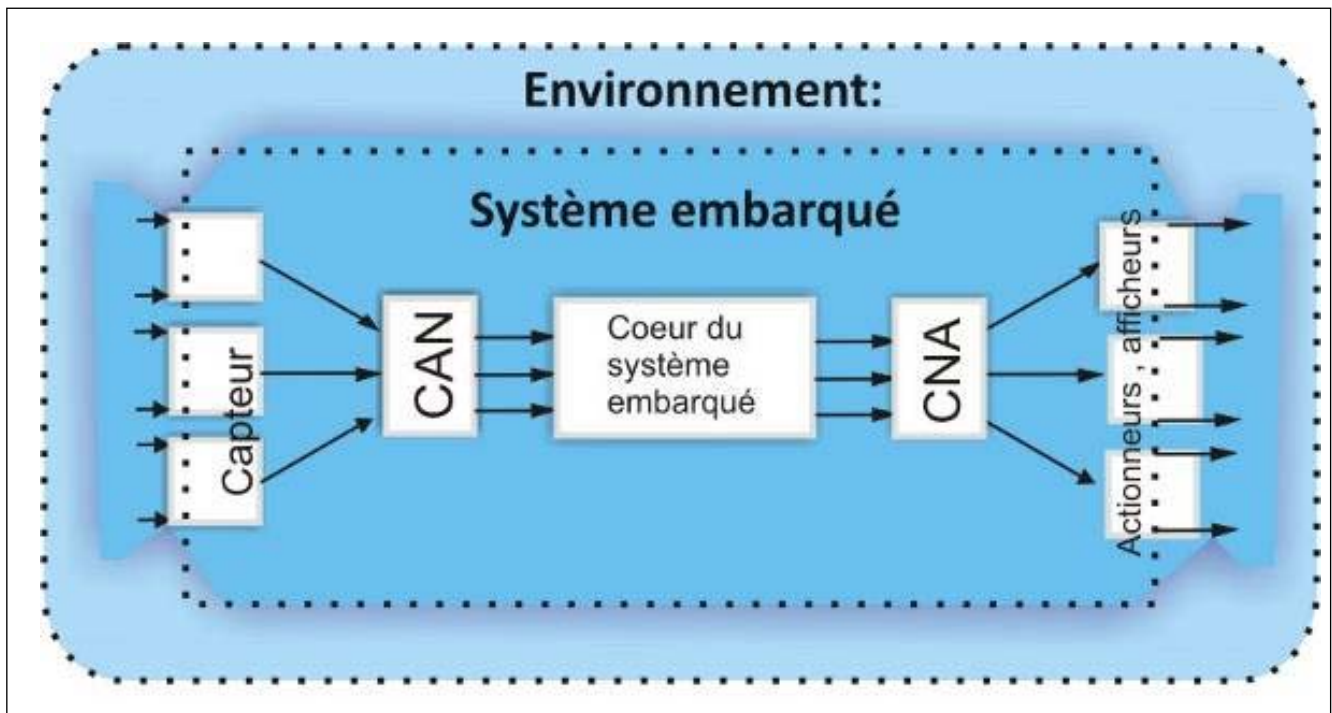 Environnement:
Système embarqué
Capteur
CAN
Coeur du
système
embarqué
CNA
Actionneurs , afficheurs